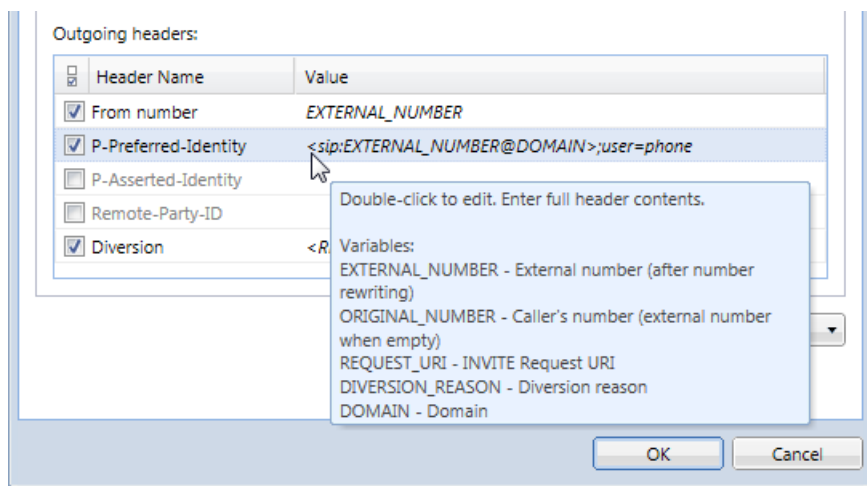 Outgoing headers:
Header Name Value
From number EXTERNAL_NUMBER
P-Preferred-Identity <sip:EXTERNAL_NUMBER@DOMAIN>;user=phone
P-Asserted-Identity
Remote-Party-ID
Diversion <R
Double-click to edit. Enter full header contents.
Variables:
EXTERNAL_NUMBER - External number (after number
rewriting)
ORIGINAL_NUMBER - Caller's number (external number
when empty)
REQUEST_URI - INVITE Request URI
DIVERSION_REASON - Diversion reason
DOMAIN - Domain
OK Cancel